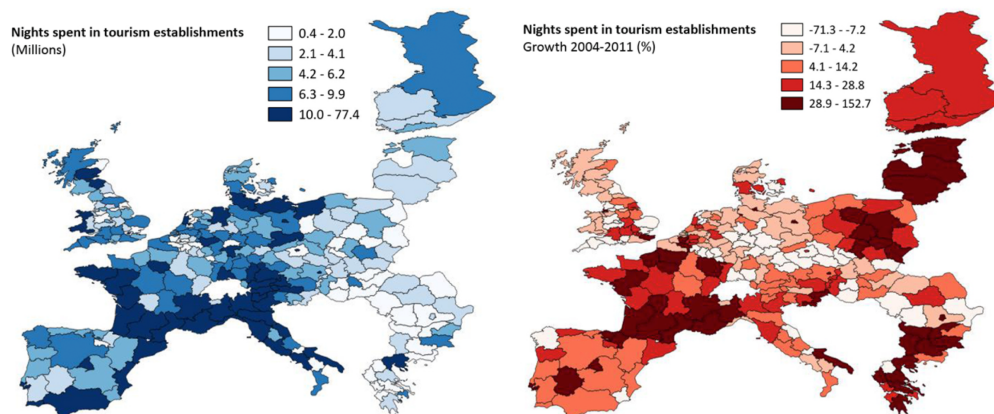 Nights spent in tourism establishments
(Millions)
0.4 - 2.0
2.1 - 4.1
4.2 - 6.2
6.3 - 9.9
10.0 - 77.4
Nights spent in tourism establishments
Growth 2004-2011 (%)
-71.3 - -7.2
-7.1 - 4.2
4.1 - 14.2
14.3 - 28.8
28.9 - 152.7